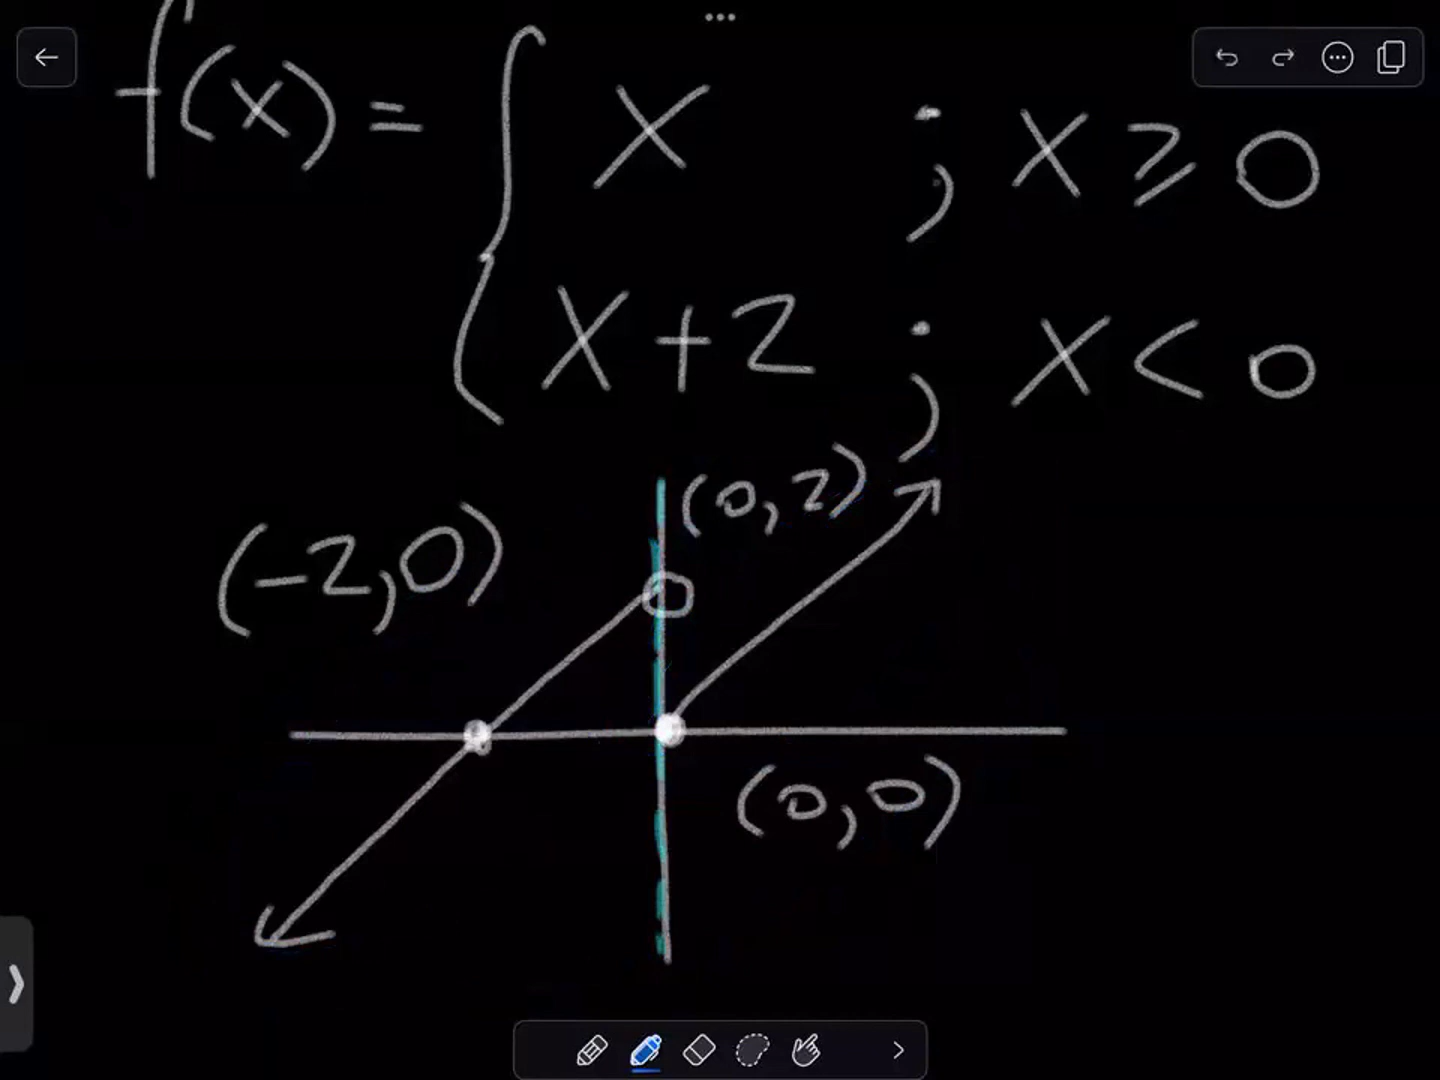 f(x) = { x ; x ≥ 0
x + 2 ; x < 0
(0,2)
(-2,0)
(0,0)